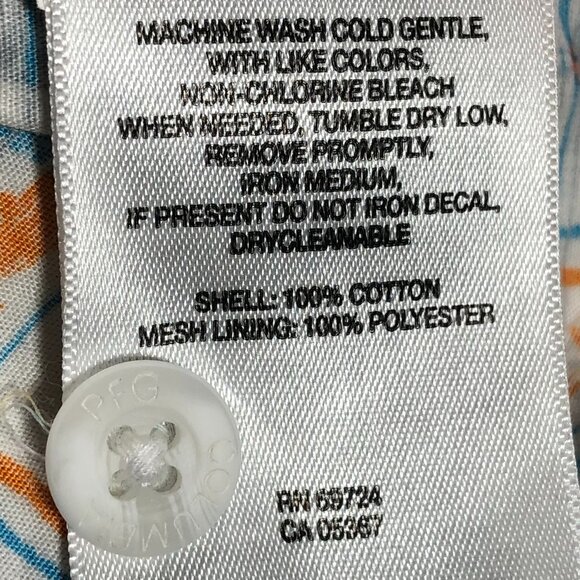 MACHINE WASH COLD GENTLE,
WITH LIKE COLORS,
NON-CHLORINE BLEACH
WHEN NEEDED, TUMBLE DRY LOW,
REMOVE PROMPTLY,
IRON MEDIUM,
IF PRESENT DO NOT IRON DECAL,
DRYCLEANABLE
SHELL: 100% COTTON
MESH LINING: 100% POLYESTER
PFG
RN 69724
CA 05367